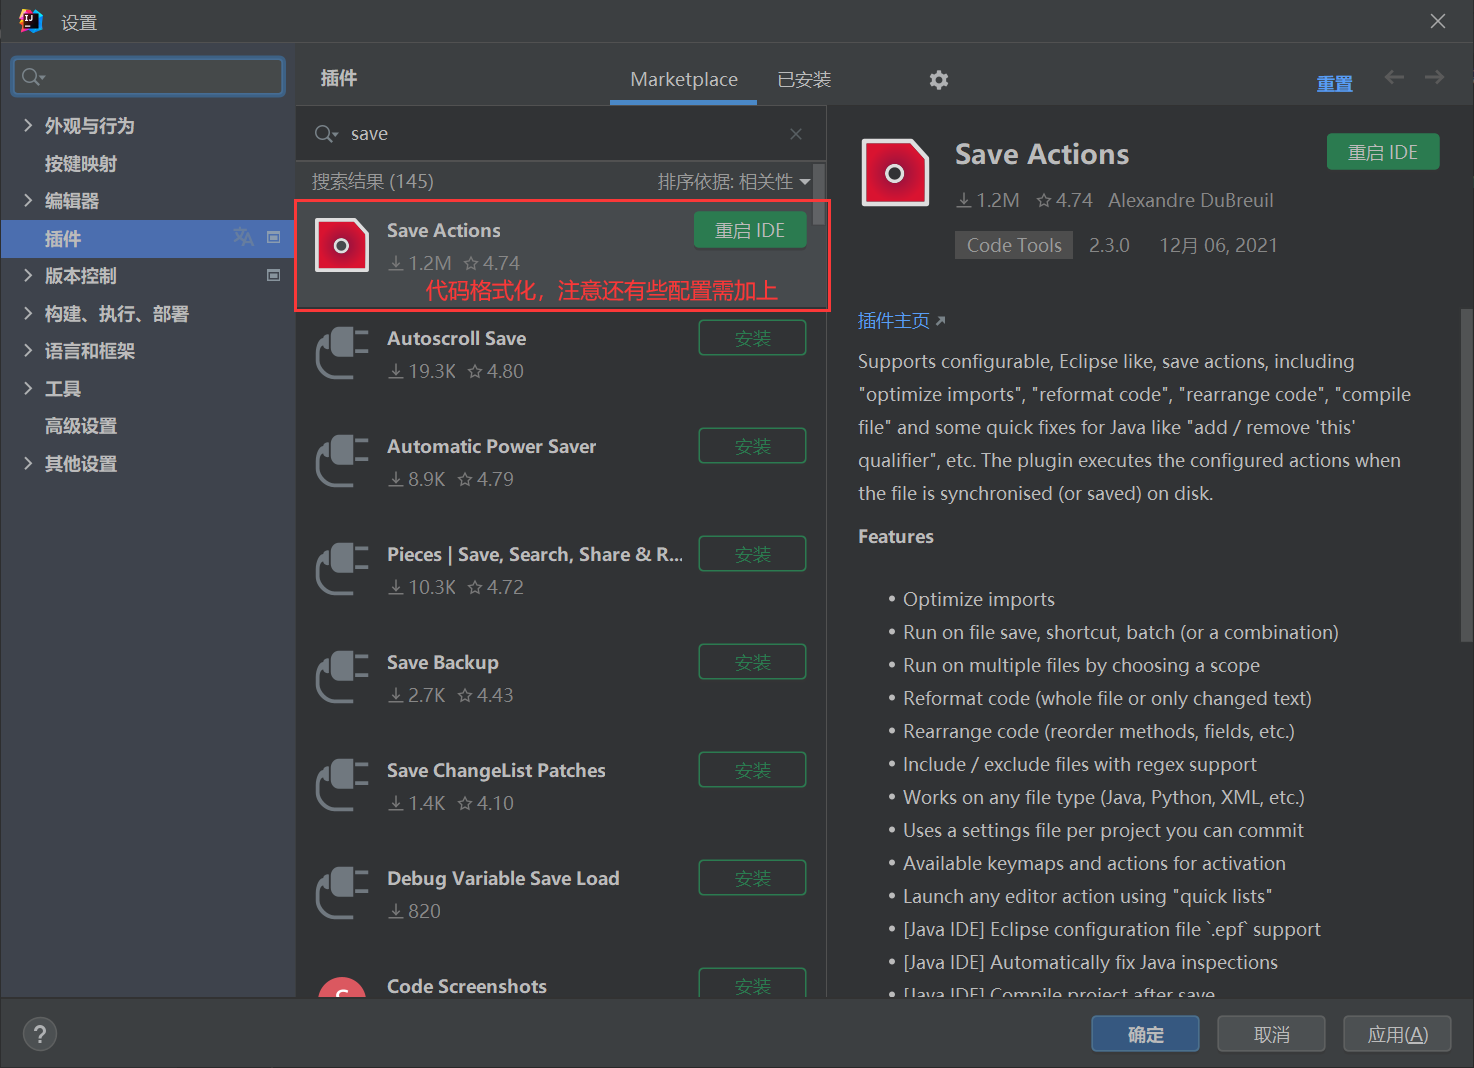 设置
插件
Marketplace
已安装
重置
外观与行为
按键映射
编辑器
插件
版本控制
构建、执行、部署
语言和框架
工具
高级设置
其他设置
save
搜索结果 (145)
排序依据: 相关性
Save Actions
重启 IDE
1.2M 4.74
代码格式化，注意还有些配置需加上
Autoscroll Save
安装
19.3K 4.80
Automatic Power Saver
安装
8.9K 4.79
Pieces | Save, Search, Share & R...
安装
10.3K 4.72
Save Backup
安装
2.7K 4.43
Save ChangeList Patches
安装
1.4K 4.10
Debug Variable Save Load
安装
820
Code Screenshots
安装
Save Actions
重启 IDE
1.2M 4.74 Alexandre DuBreuil
Code Tools 2.3.0 12月 06, 2021
插件主页
Supports configurable, Eclipse like, save actions, including
"optimize imports", "reformat code", "rearrange code", "compile
file" and some quick fixes for Java like "add / remove 'this'
qualifier", etc. The plugin executes the configured actions when
the file is synchronised (or saved) on disk.
Features
• Optimize imports
• Run on file save, shortcut, batch (or a combination)
• Run on multiple files by choosing a scope
• Reformat code (whole file or only changed text)
• Rearrange code (reorder methods, fields, etc.)
• Include / exclude files with regex support
• Works on any file type (Java, Python, XML, etc.)
• Uses a settings file per project you can commit
• Available keymaps and actions for activation
• Launch any editor action using "quick lists"
• [Java IDE] Eclipse configuration file `.epf` support
• [Java IDE] Automatically fix Java inspections
• [Java IDE] Compile project after save
?
确定
取消
应用(A)